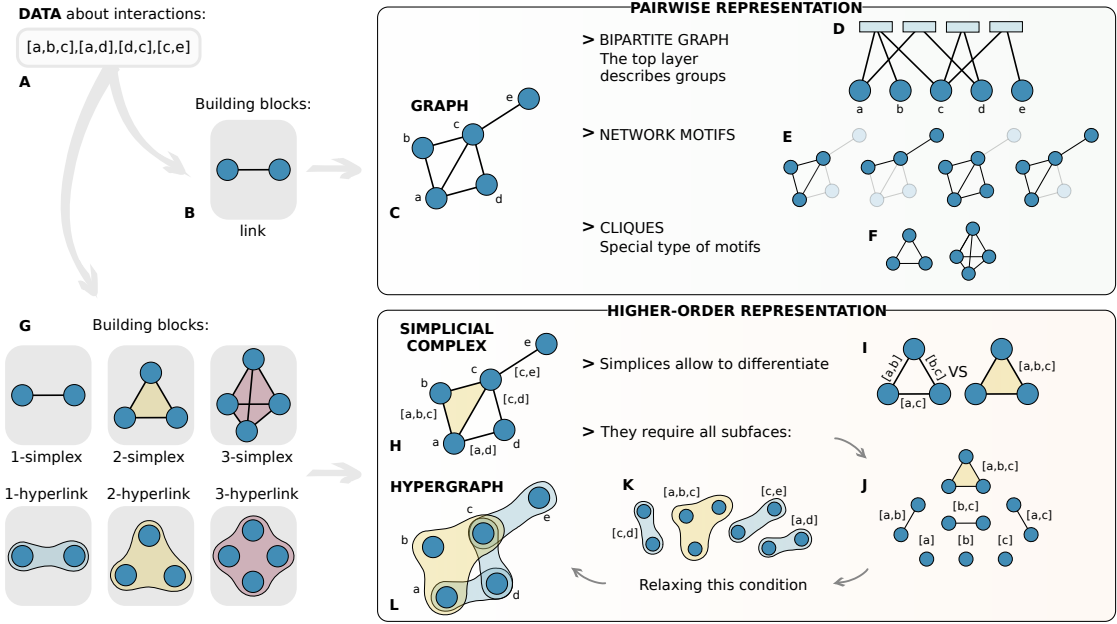 DATA about interactions:
[a,b,c],[a,d],[d,c],[c,e]
A
Building blocks:
B
link
PAIRWISE REPRESENTATION
GRAPH
e
c
b
a
d
C
> BIPARTITE GRAPH
The top layer
describes groups
D
a b c d e
> NETWORK MOTIFS
E
> CLIQUES
Special type of motifs
F
G
Building blocks:
1-simplex
2-simplex
3-simplex
1-hyperlink
2-hyperlink
3-hyperlink
HIGHER-ORDER REPRESENTATION
SIMPLICIAL
COMPLEX
e
c
[c,e]
b
[c,d]
[a,b,c]
a
d
[a,d]
H
> Simplices allow to differentiate
I
[a,b]
[b,c]
[a,c]
VS
[a,b,c]
> They require all subfaces:
J
[a,b,c]
[a,b]
[b,c]
[a,c]
[a]
[b]
[c]
HYPERGRAPH
c
e
b
a
d
L
K
[c,d]
[a,b,c]
[c,e]
[a,d]
Relaxing this condition